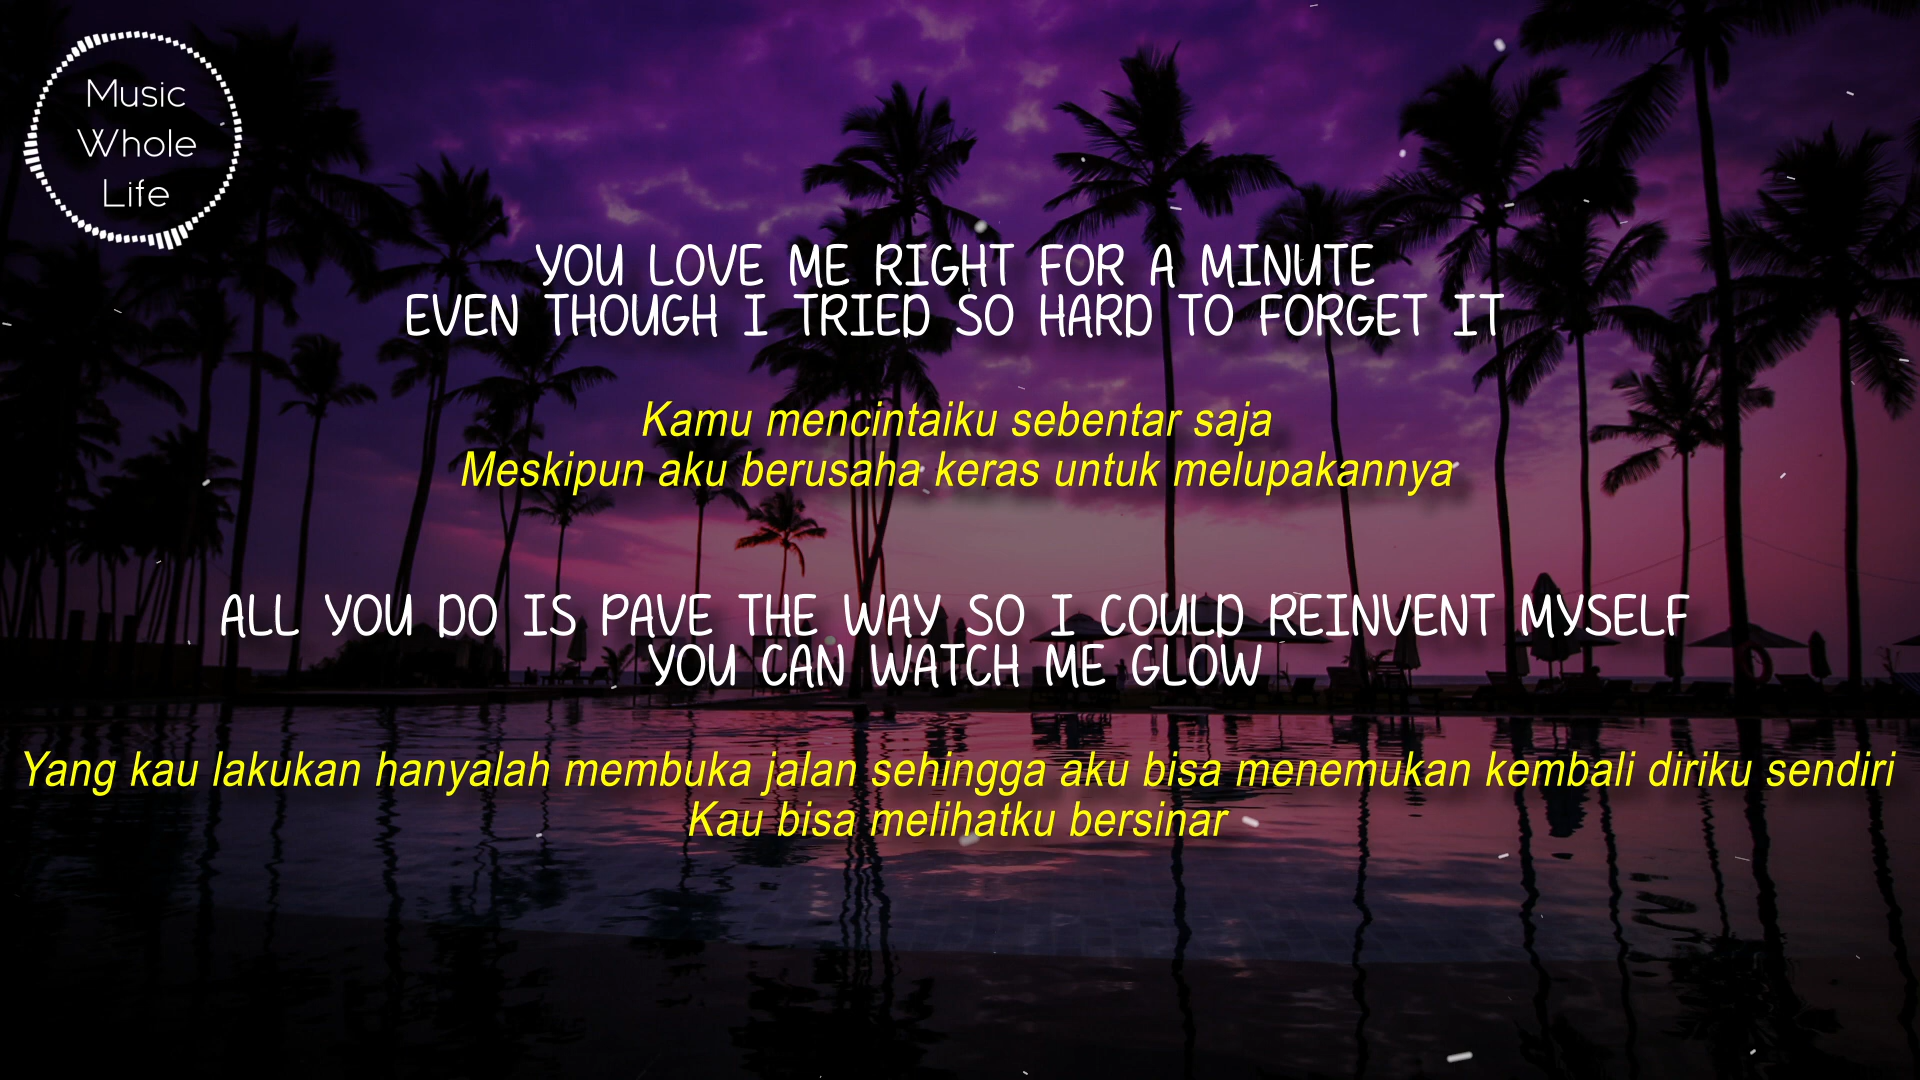 Music
Whole
Life
YOU LOVE ME RIGHT FOR A MINUTE
EVEN THOUGH I TRIED SO HARD TO FORGET IT
Kamu mencintaiku sebentar saja
Meskipun aku berusaha keras untuk melupakannya
ALL YOU DO IS PAVE THE WAY SO I COULD REINVENT MYSELF
YOU CAN WATCH ME GLOW
Yang kau lakukan hanyalah membuka jalan sehingga aku bisa menemukan kembali diriku sendiri
Kau bisa melihatku bersinar